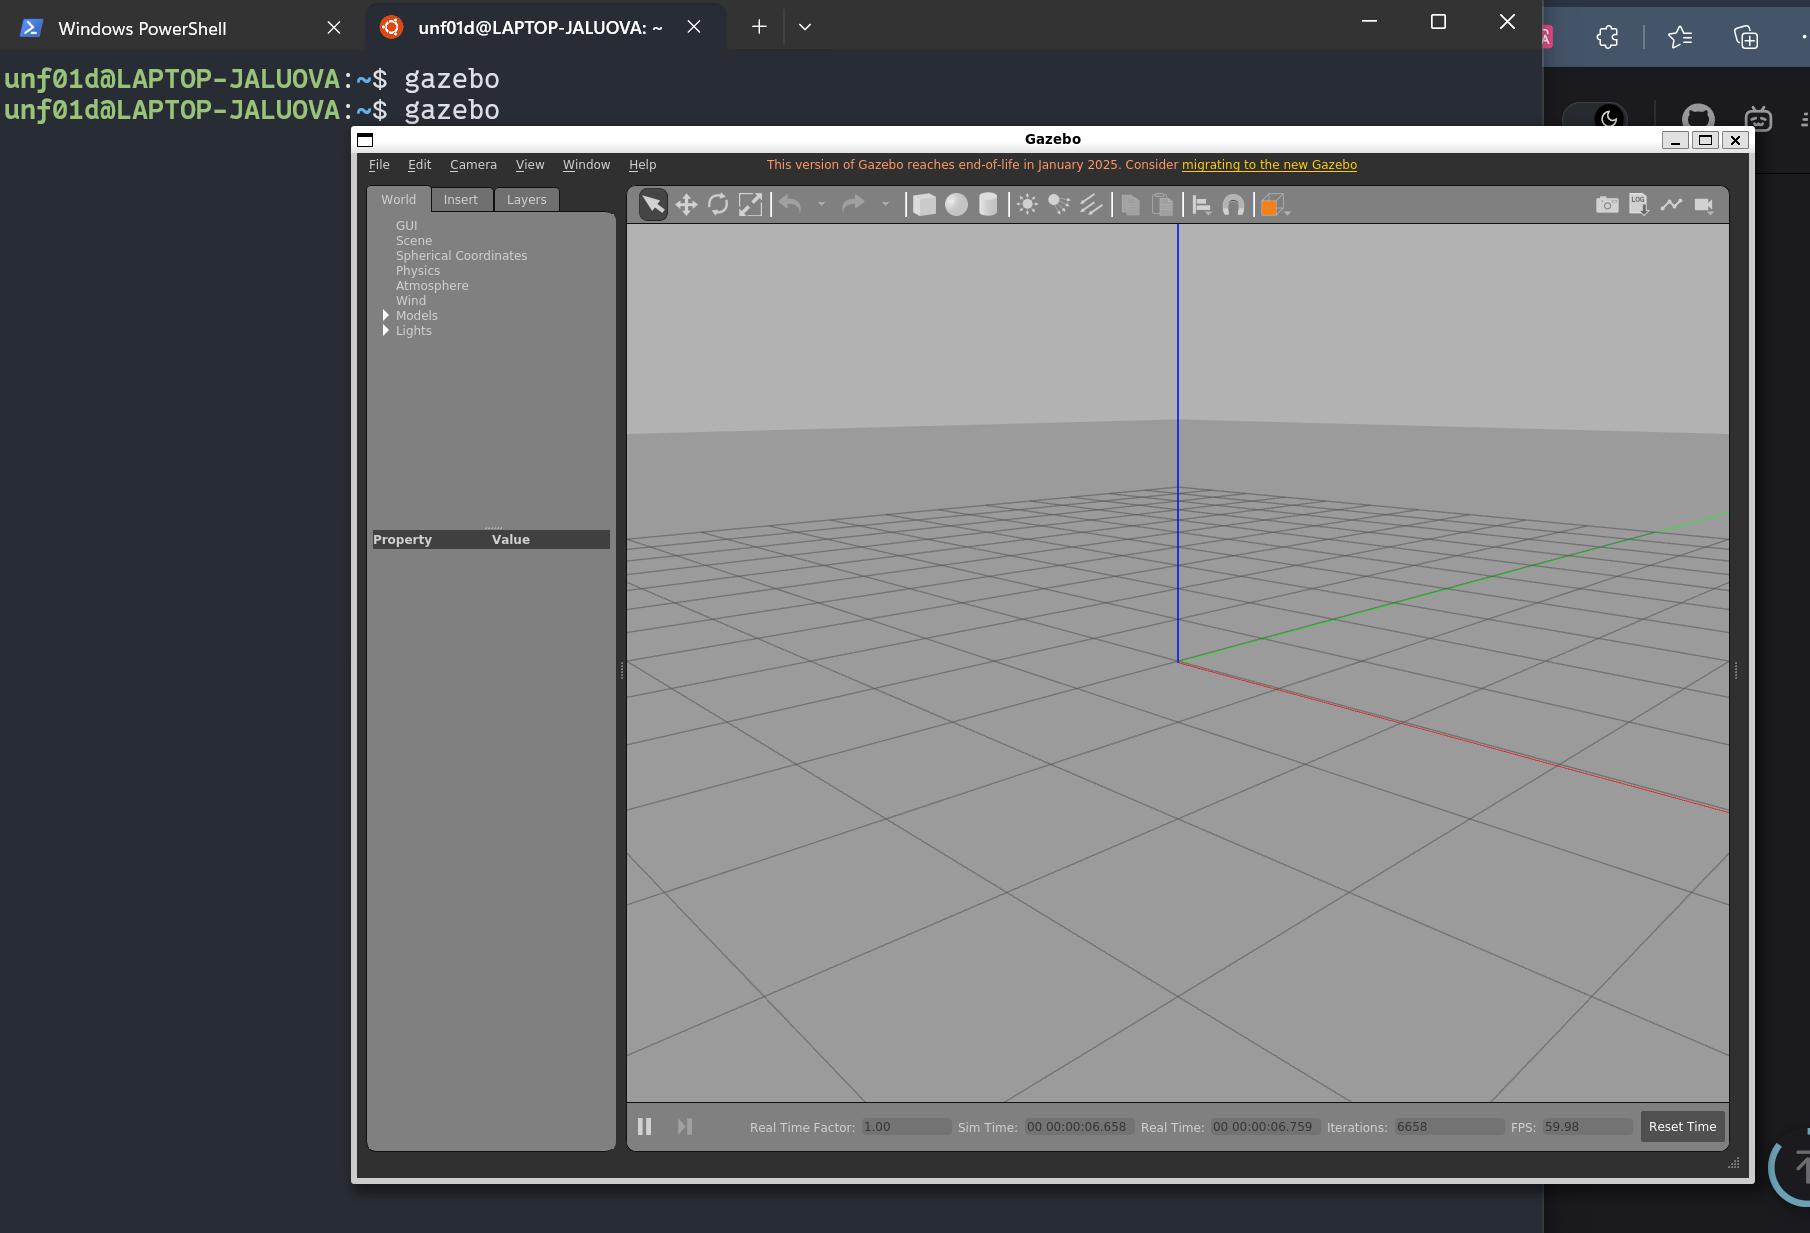 Windows PowerShell
unf01d@LAPTOP-JALUOVA: ~
unf01d@LAPTOP-JALUOVA:~$ gazebo
unf01d@LAPTOP-JALUOVA:~$ gazebo
Gazebo
File Edit Camera View Window Help
This version of Gazebo reaches end-of-life in January 2025. Consider migrating to the new Gazebo
World Insert Layers
LOG
GUI
Scene
Spherical Coordinates
Physics
Atmosphere
Wind
Models
Lights
Property Value
Real Time Factor: 1.00 Sim Time: 00 00:00:06.658 Real Time: 00 00:00:06.759 Iterations: 6658 FPS: 59.98 Reset Time